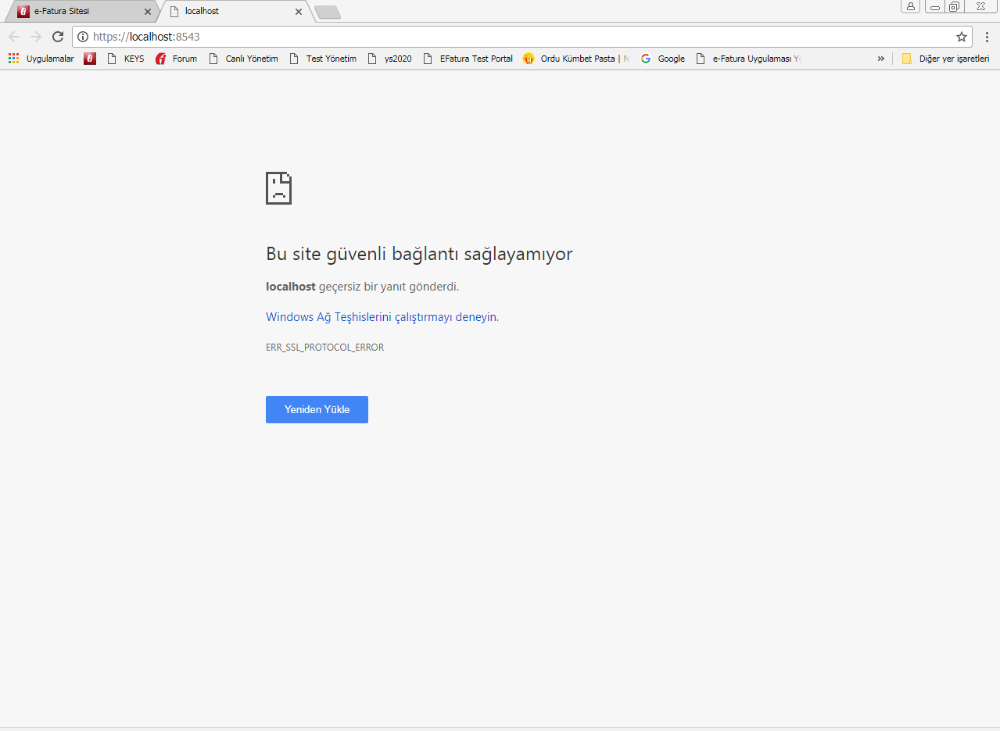 e-Fatura Sitesi
localhost
https://localhost:8543
Uygulamalar KEYS Forum Canlı Yönetim Test Yönetim ys2020 EFatura Test Portal Ordu Kümbet Pasta | N Google e-Fatura Uygulaması » Diğer yer işaretleri
Bu site güvenli bağlantı sağlayamıyor
localhost geçersiz bir yanıt gönderdi.
Windows Ağ Teşhislerini çalıştırmayı deneyin.
ERR_SSL_PROTOCOL_ERROR
Yeniden Yükle